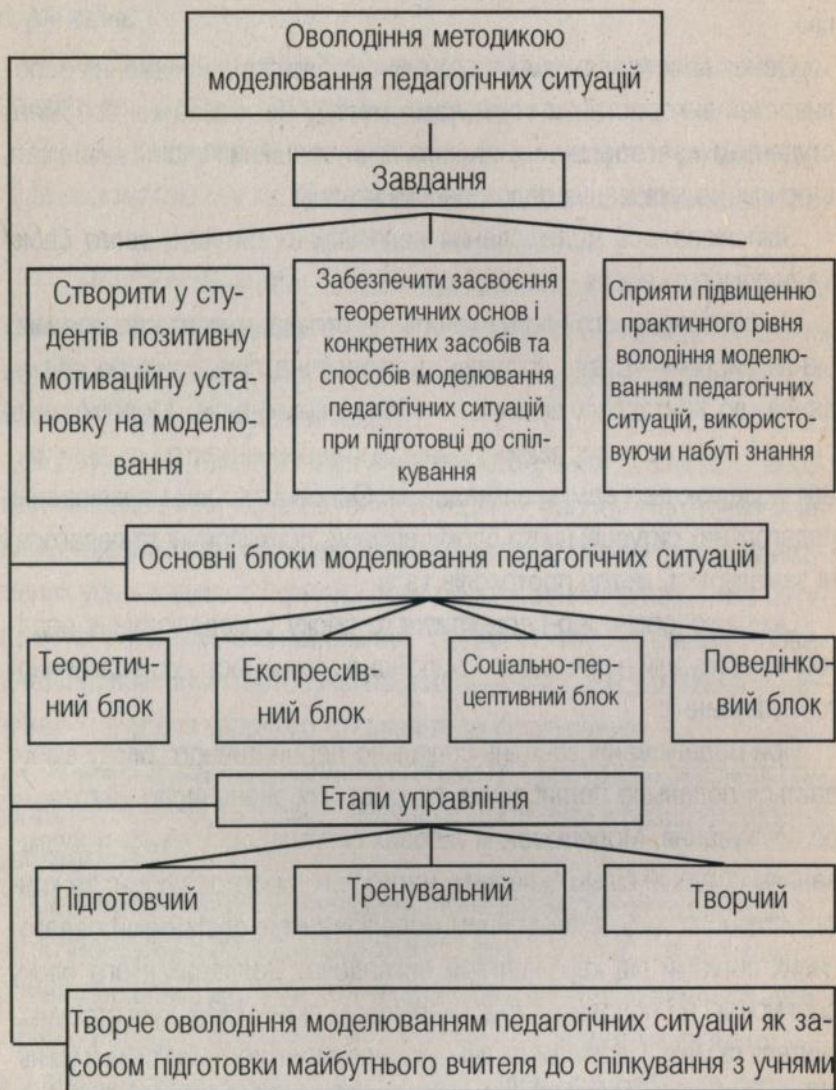 Оволодіння методикою
моделювання педагогічних ситуацій
Завдання
Створити у сту-
дентів позитивну
мотиваційну уста-
новку на моделю-
вання
Забезпечити засвоєння
теоретичних основ і
конкретних засобів та
способів моделювання
педагогічних ситуацій
при підготовці до спіл-
кування
Сприяти підвищенню
практичного рівня
володіння моделю-
ванням педагогічних
ситуацій, використо-
вуючи набуті знання
Основні блоки моделювання педагогічних ситуацій
Теоретич-
ний блок
Експресив-
ний блок
Соціально-пер-
цептивний блок
Поведінко-
вий блок
Етапи управління
Підготовчий
Тренувальний
Творчий
Творче оволодіння моделюванням педагогічних ситуацій як за-
собом підготовки майбутнього вчителя до спілкування з учнями